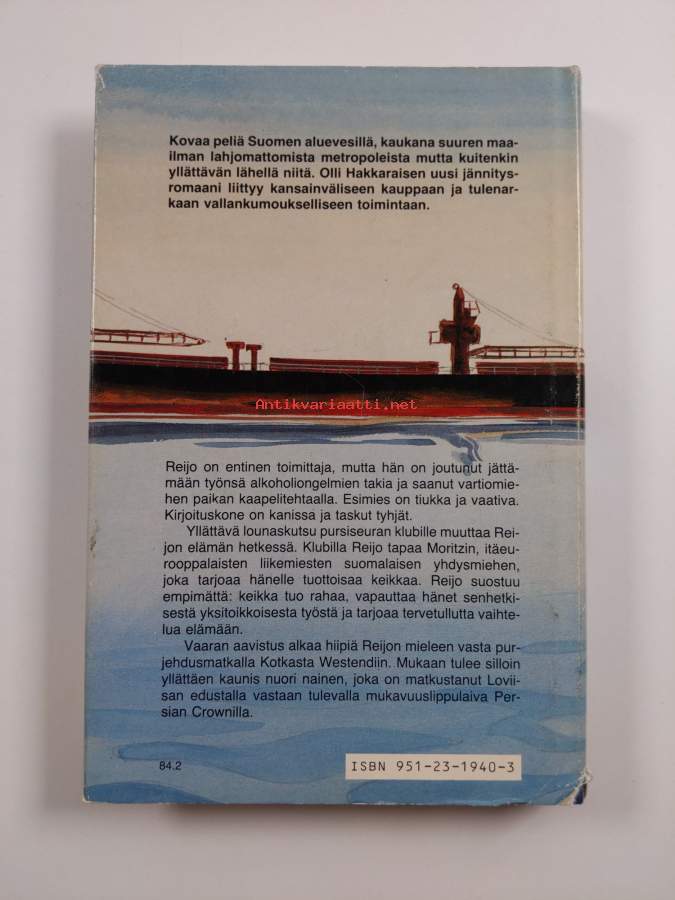 Kovaa peliä Suomen aluevesillä, kaukana suuren maa-
ilman lahjomattomista metropoleista mutta kuitenkin
yllättävän lähellä niitä. Olli Hakkaraisen uusi jännitys-
romaani liittyy kansainväliseen kauppaan ja tulenar-
kaan vallankumoukselliseen toimintaan.
Antikvariaatti.net
Reijo on entinen toimittaja, mutta hän on joutunut jättä-
mään työnsä alkoholiongelmien takia ja saanut vartiomie-
hen paikan kaapelitehtaalla. Esimies on tiukka ja vaativa.
Kirjoituskone on kanissa ja taskut tyhjät.
Yllättävä lounaskutsu pursiseuran klubille muuttaa Rei-
jon elämän hetkessä. Klubilla Reijo tapaa Moritzin, itäeu-
rooppalaisten liikemiesten suomalaisen yhdysmiehen,
joka tarjoaa hänelle tuottoisaa keikkaa. Reijo suostuu
empimättä: keikka tuo rahaa, vapauttaa hänet senhetki-
sestä yksitoikkoisesta työstä ja tarjoaa tervetullutta vaihte-
lua elämään.
Vaaran aavistus alkaa hiipiä Reijon mieleen vasta pur-
jehdusmatkalla Kotkasta Westendiin. Mukaan tulee silloin
yllättäen kaunis nuori nainen, joka on matkustanut Lovii-
san edustalla vastaan tulevalla mukavuuslippulaiva Per-
sian Crownilla.
84.2
ISBN 951-23-1940-3